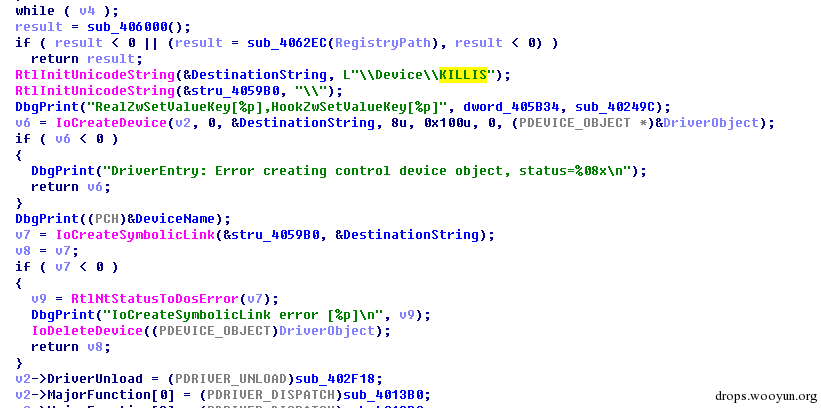 while ( v4 );
result = sub_406000();
if ( result < 0 || (result = sub_4062EC(RegistryPath), result < 0) )
return result;
RtlInitUnicodeString(&DestinationString, L"\\Device\\KILLIS");
RtlInitUnicodeString(&stru_4059B0, "\\");
DbgPrint("RealZwSetValueKey[%p],HookZwSetValueKey[%p]", dword_405B34, sub_40249C);
v6 = IoCreateDevice(v2, 0, &DestinationString, 8u, 0x100u, 0, (PDEVICE_OBJECT *)&DriverObject);
if ( v6 < 0 )
{
DbgPrint("DriverEntry: Error creating control device object, status=%08x\n");
return v6;
}
DbgPrint((PCH)&DeviceName);
v7 = IoCreateSymbolicLink(&stru_4059B0, &DestinationString);
v8 = v7;
if ( v7 < 0 )
{
v9 = RtlNtStatusToDosError(v7);
DbgPrint("IoCreateSymbolicLink error [%p]\n", v9);
IoDeleteDevice((PDEVICE_OBJECT)DriverObject);
return v8;
}
v2->DriverUnload = (PDRIVER_UNLOAD)sub_402F18;
v2->MajorFunction[0] = (PDRIVER_DISPATCH)sub_4013B0;
drops.wooyun.org